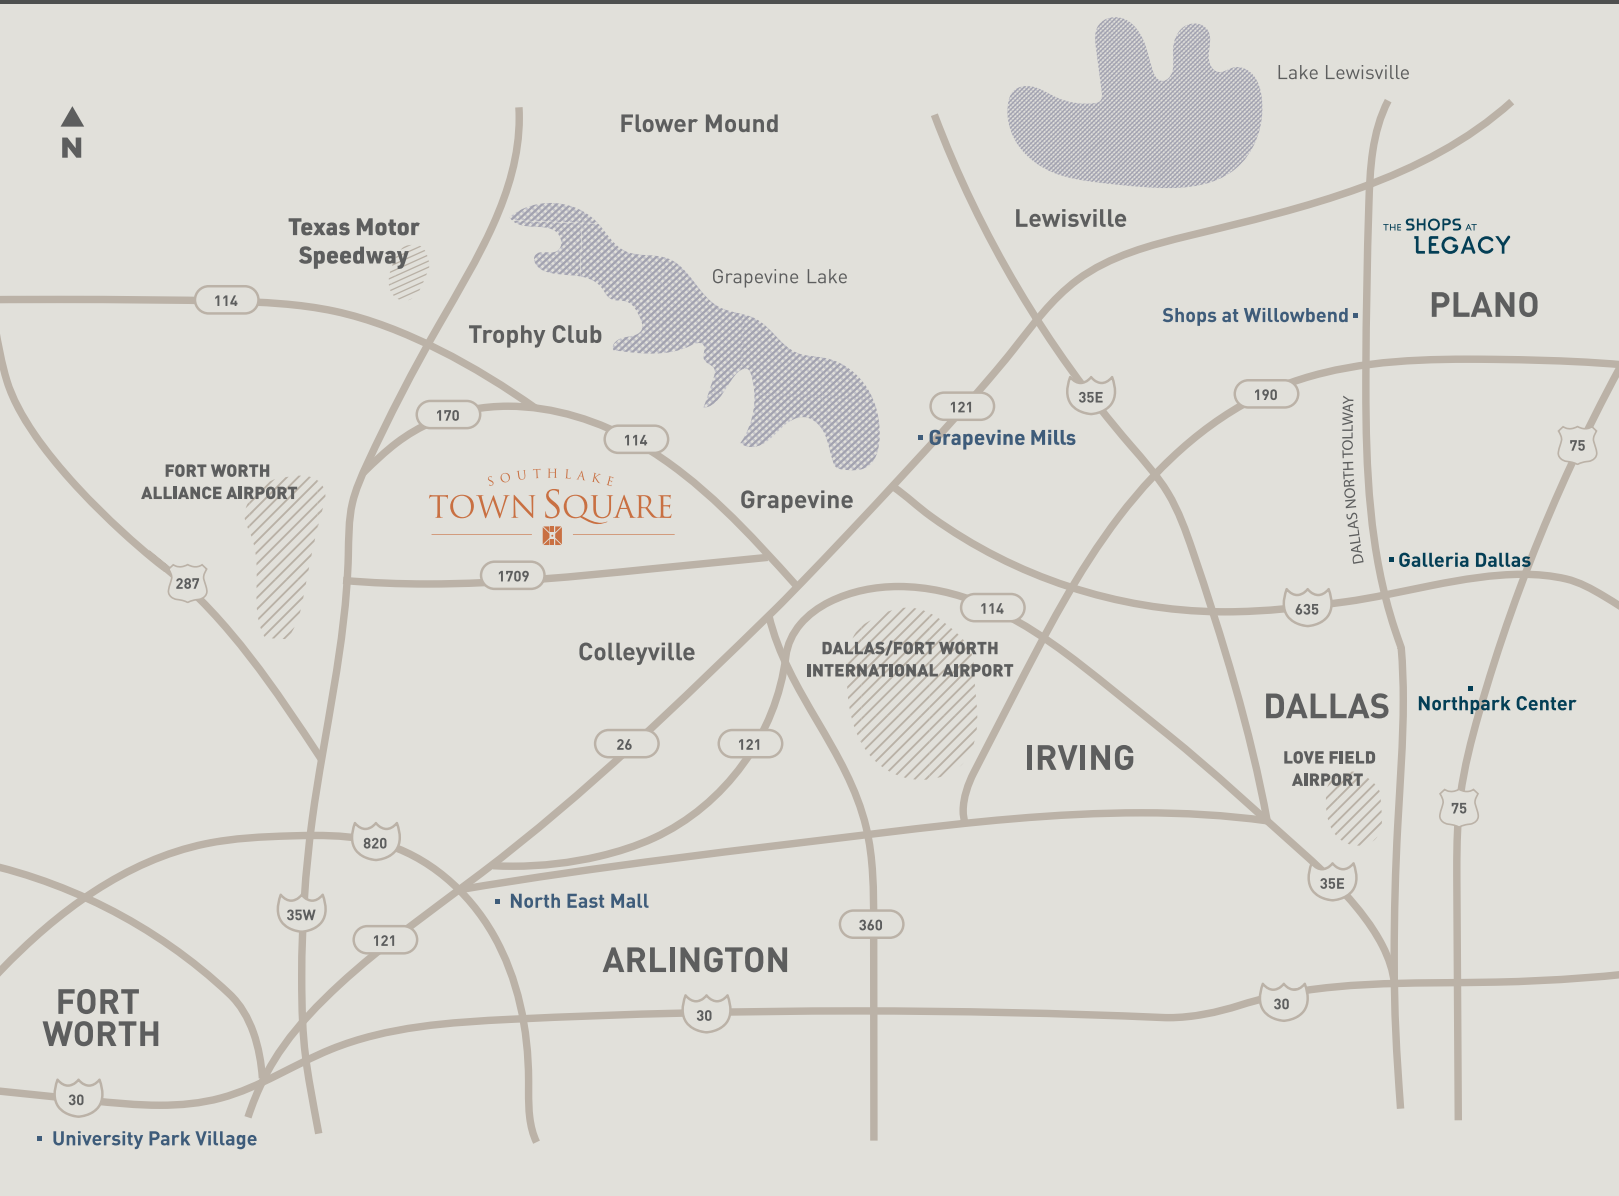 Lake Lewisville
Flower Mound
N
Lewisville
Texas Motor
Speedway
THE SHOPS AT
LEGACY
Grapevine Lake
114
PLANO
Shops at Willowbend
Trophy Club
190
35E
121
170
114
Grapevine Mills
75
DALLAS NORTH TOLLWAY
FORT WORTH
ALLIANCE AIRPORT
SOUTHLAKE
TOWN SQUARE
Grapevine
Galleria Dallas
1709
287
114
635
Colleyville
DALLAS/FORT WORTH
INTERNATIONAL AIRPORT
DALLAS
Northpark Center
26
121
IRVING
LOVE FIELD
AIRPORT
75
820
35E
North East Mall
35W
121
360
ARLINGTON
FORT
WORTH
30
30
30
University Park Village